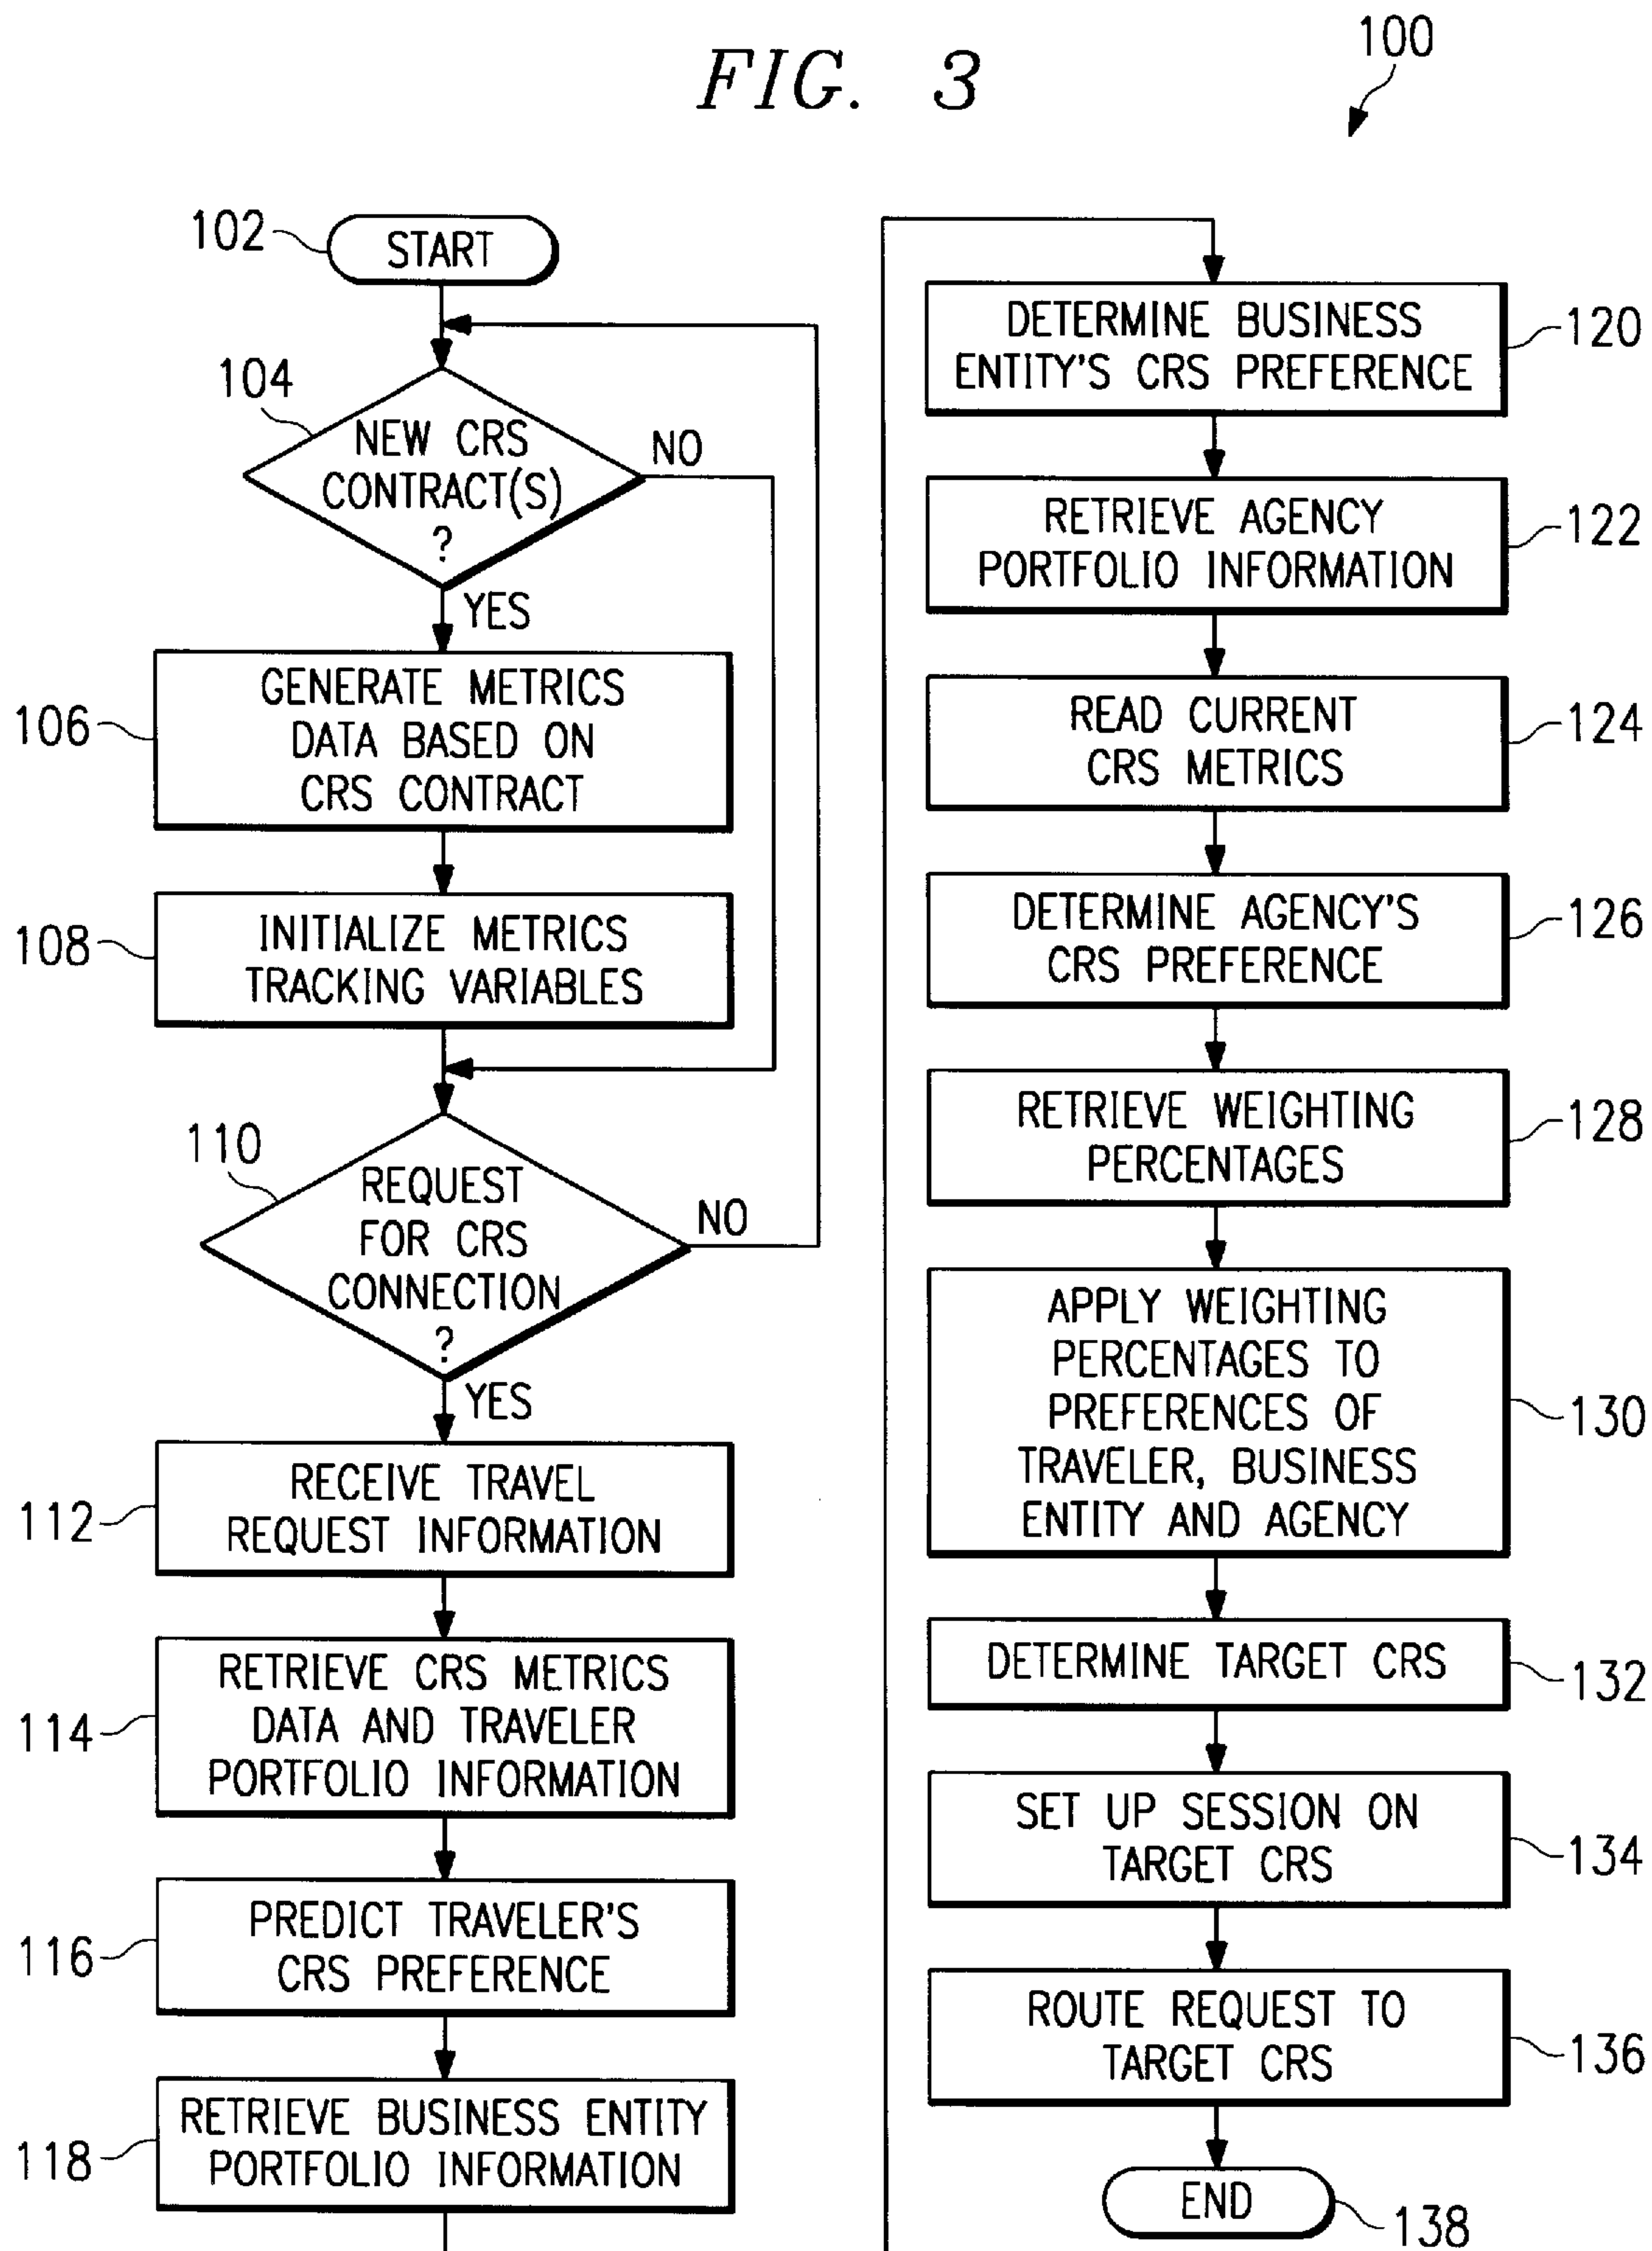 FIG. 3
100
102
START
104
NEW CRS
CONTRACT(S)
?
NO
YES
106
GENERATE METRICS
DATA BASED ON
CRS CONTRACT
108
INITIALIZE METRICS
TRACKING VARIABLES
110
REQUEST
FOR CRS
CONNECTION
?
NO
YES
112
RECEIVE TRAVEL
REQUEST INFORMATION
114
RETRIEVE CRS METRICS
DATA AND TRAVELER
PORTFOLIO INFORMATION
116
PREDICT TRAVELER'S
CRS PREFERENCE
118
RETRIEVE BUSINESS ENTITY
PORTFOLIO INFORMATION
DETERMINE BUSINESS
ENTITY'S CRS PREFERENCE
120
RETRIEVE AGENCY
PORTFOLIO INFORMATION
122
READ CURRENT
CRS METRICS
124
DETERMINE AGENCY'S
CRS PREFERENCE
126
RETRIEVE WEIGHTING
PERCENTAGES
128
APPLY WEIGHTING
PERCENTAGES TO
PREFERENCES OF
TRAVELER, BUSINESS
ENTITY AND AGENCY
130
DETERMINE TARGET CRS
132
SET UP SESSION ON
TARGET CRS
134
ROUTE REQUEST TO
TARGET CRS
136
END
138